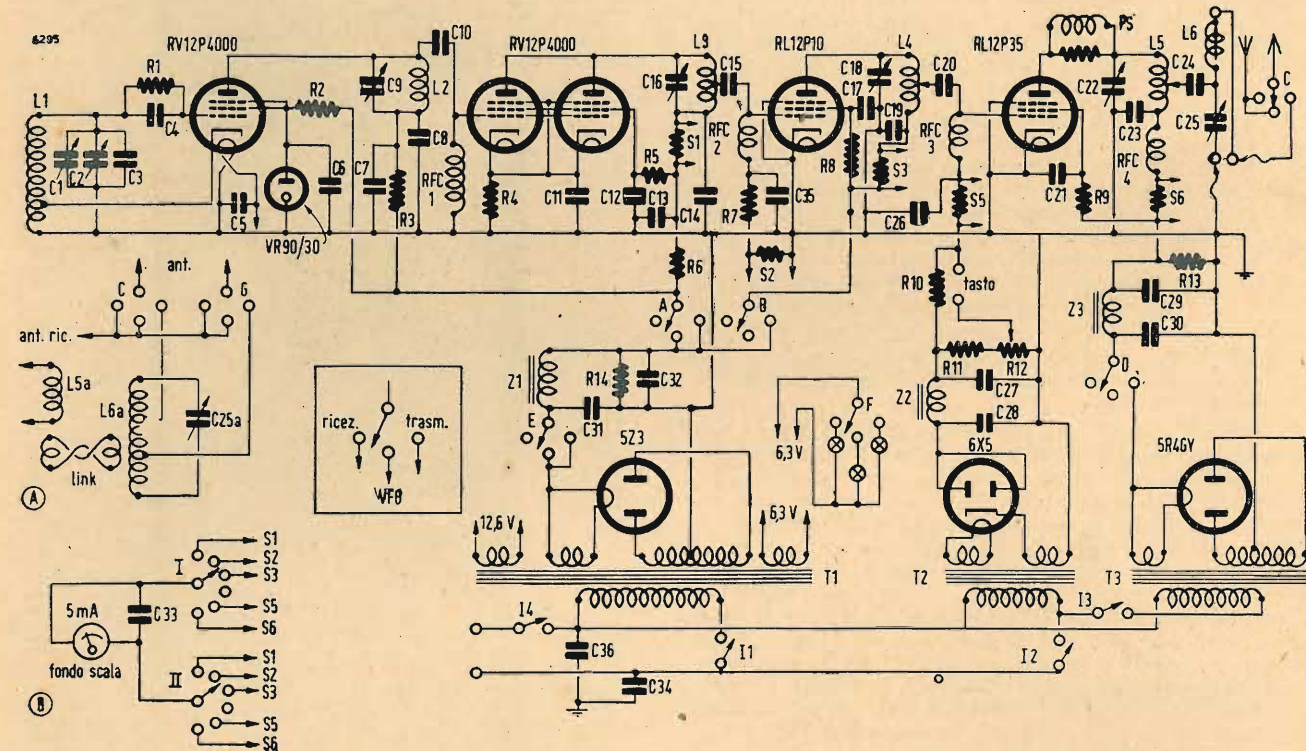 6295
RV12P4000
RV12P4000
RL12P10
RL12P35
R1
L1
C4
C1
C2
C3
C5
R2
VR90/30
C6
C7
C9
L2
C10
C8
R3
RFC 1
R4
C11
C12
R5
C13
C14
C16
L9
C15
S1
R6
RFC 2
R7
C35
S2
C18
C17
C19
R8
S3
L4
C20
RFC 3
C26
S5
PS
C21
R9
C22
C23
L5
C24
RFC 4
S6
L6
C25
C
ant.
C
G
ant. ric.
L5a
L6a
C25a
link
A
ricez.
trasm.
VFO
A
B
Z1
R14
C32
C31
E
5Z3
F
6,3 V
R10
tasto
R11
R12
Z2
C27
C28
6X5
R13
Z3
C29
C30
D
5R4GY
12,6 V
6,3 V
T1
T2
T3
I4
I1
I2
I3
C36
C34
5 mA
fondo scala
C33
I
S1
S2
S3
S5
S6
II
S1
S2
S3
S5
S6
B